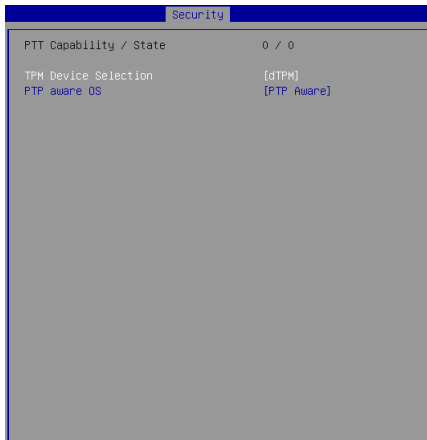 Security
PTT Capability / State 0 / 0
TPM Device Selection [dTPM]
PTP aware OS [PTP Aware]